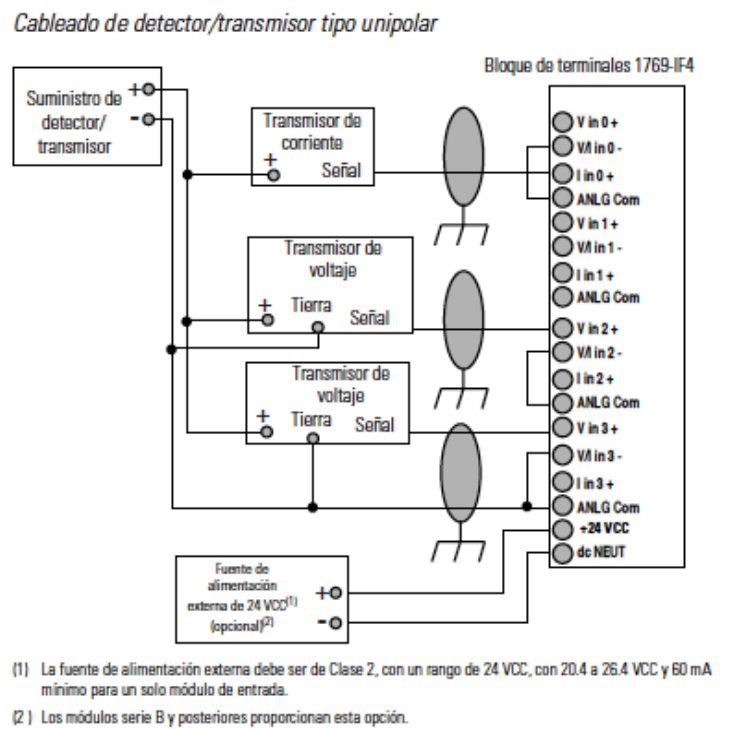 Cableado de detector/transmisor tipo unipolar
Bloque de terminales 1769-IF4
Suministro de
detector/
transmisor
+
-
Transmisor de
corriente
+
Señal
Transmisor de
voltaje
+
Tierra
Señal
Transmisor de
voltaje
+
Tierra
Señal
V in 0 +
V/I in 0 -
I in 0 +
ANLG Com
V in 1 +
V/I in 1 -
I in 1 +
ANLG Com
V in 2 +
V/I in 2 -
I in 2 +
ANLG Com
V in 3 +
V/I in 3 -
I in 3 +
ANLG Com
+24 VCC
dc NEUT
Fuente de
alimentación
externa de 24 VCC(1)
(opcional)(2)
+
-
(1) La fuente de alimentación externa debe ser de Clase 2, con un rango de 24 VCC, con 20.4 a 26.4 VCC y 60 mA
mínimo para un solo módulo de entrada.
(2 ) Los módulos serie B y posteriores proporcionan esta opción.